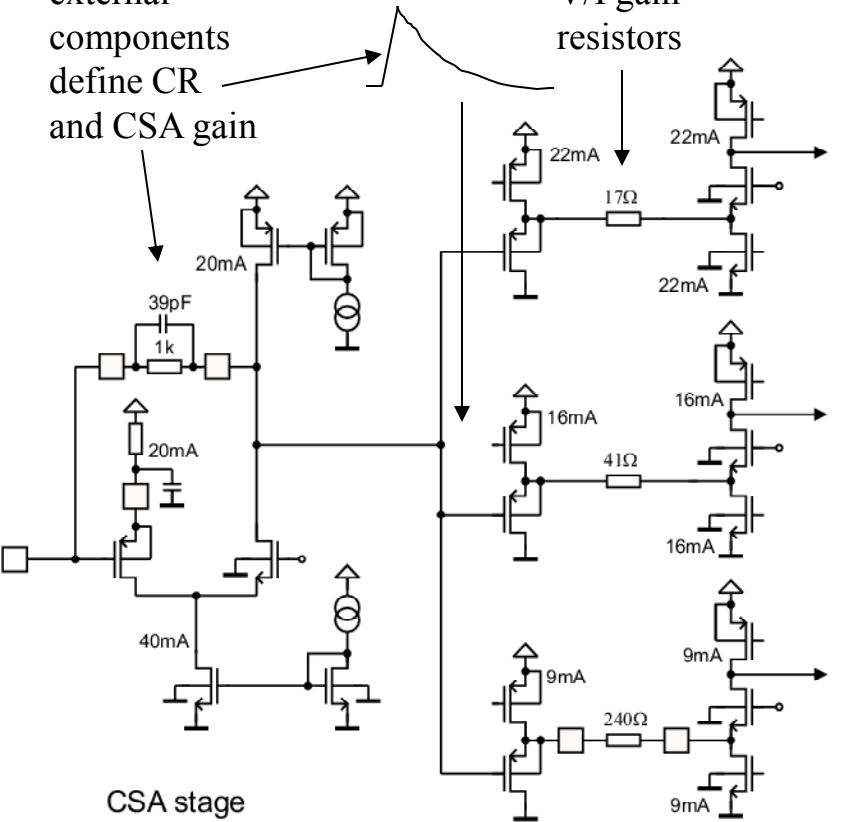 external
components
define CR
and CSA gain
V/I gain
resistors
22mA
22mA
17Ω
20mA
22mA
39pF
1k
16mA
16mA
20mA
41Ω
16mA
40mA
9mA
9mA
240Ω
9mA
CSA stage